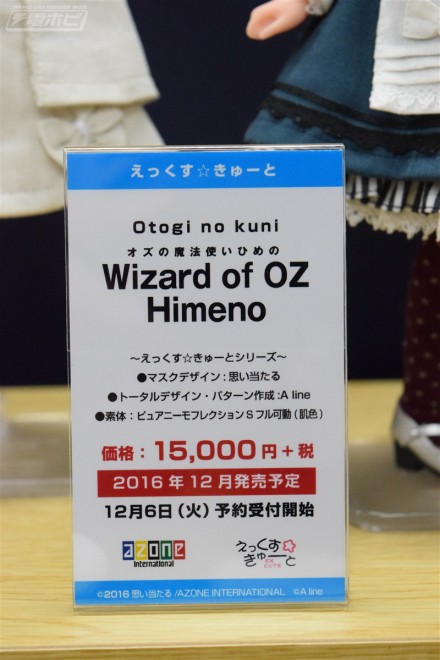 電ホビ
えっくす☆きゅーと
Otogi no kuni
オズの魔法使いひめの
Wizard of OZ
Himeno
～えっくす☆きゅーとシリーズ～
●マスクデザイン：思い当たる
●トータルデザイン・パターン作成：A line
●素体：ピュアニーモフレクションSフル可動(肌色)
価格：15,000円＋税
2016年12月発売予定
12月6日(火)予約受付開始
azone
International
えっくす
きゅーと
EX CUTE
©2016 思い当たる /AZONE INTERNATIONAL ©A line